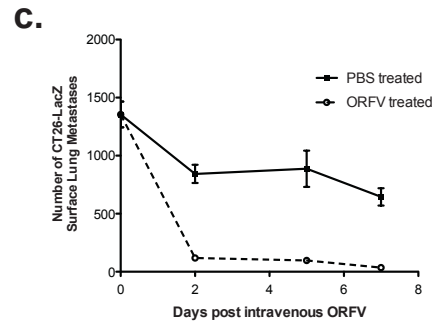 c.
2000
1500
1000
500
0
Number of CT26-LacZ
Surface Lung Metastases
PBS treated
ORFV treated
0 2 4 6 8
Days post intravenous ORFV